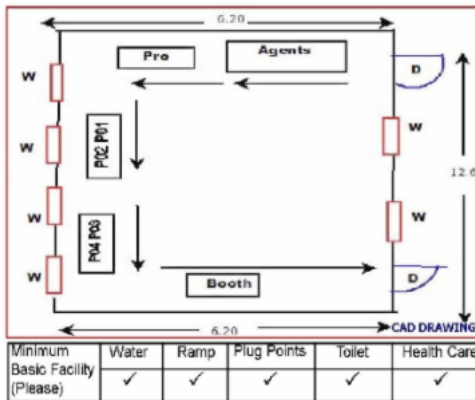 6.20
Pro
Agents
D
W
W
P02 P01
W
W
12.6
W
P04 P03
W
W
D
Booth
6.20
CAD DRAWING
Minimum Basic Facility (Please)
Water
Ramp
Plug Points
Toilet
Health Care
✓ ✓ ✓ ✓ ✓